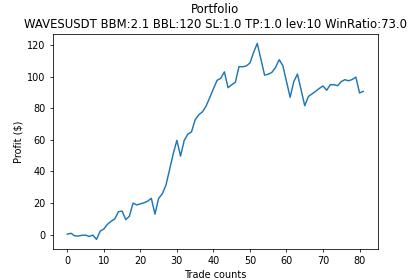 Portfolio
WAVESUSDT BBM:2.1 BBL:120 SL:1.0 TP:1.0 lev:10 WinRatio:73.0
120
100
80
60
40
20
0
Profit ($)
0 10 20 30 40 50 60 70 80
Trade counts